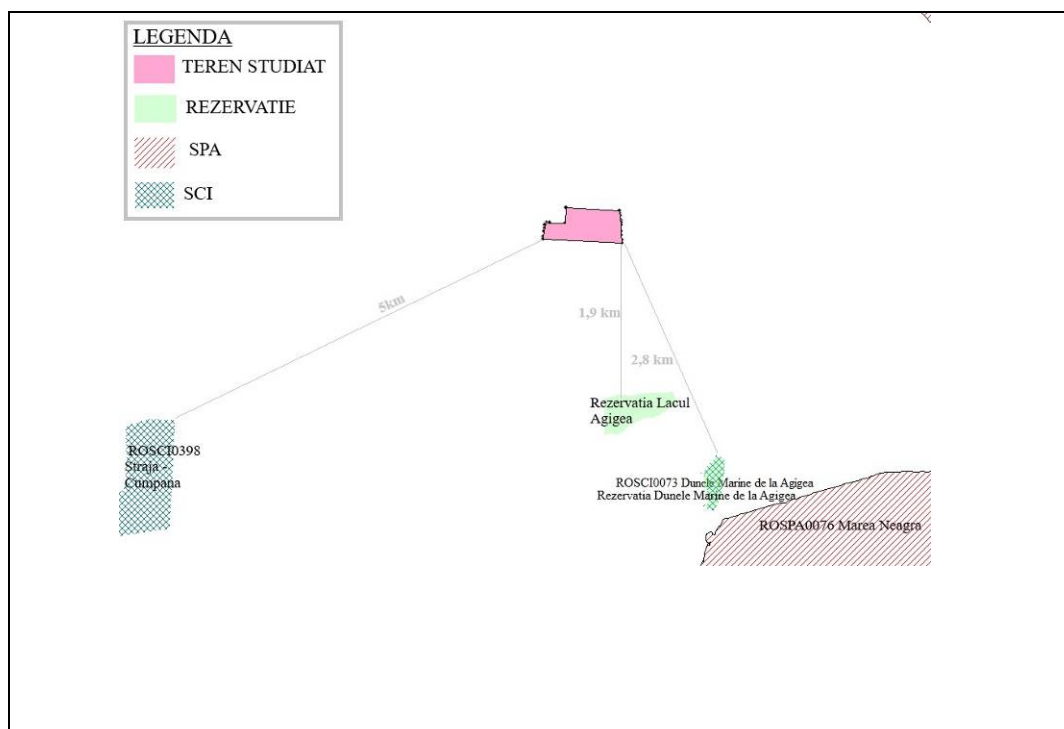 LEGENDA
TEREN STUDIAT
REZERVATIE
SPA
SCI
5km
1,9 km
2,8 km
Rezervatia Lacul
Agigea
ROSCI0398
Straja -
Cumpana
ROSCI0073 Dunele Marine de la Agigea
Rezervatia Dunele Marine de la Agigea
ROSPA0076 Marea Neagra